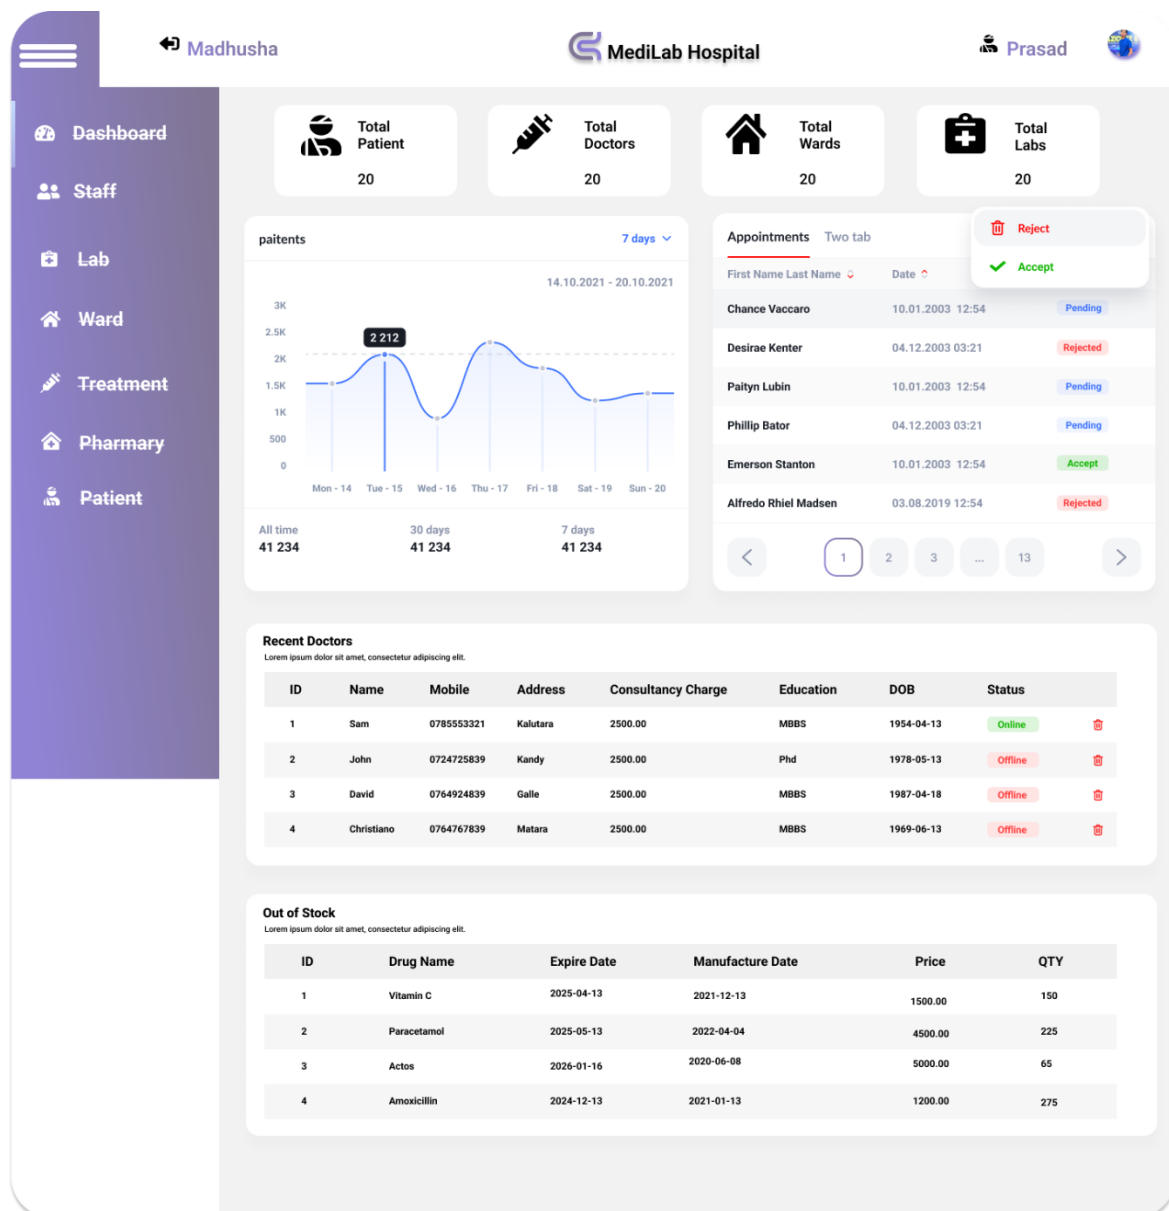 Madhusha
MediLab Hospital
Prasad
Dashboard
Staff
Lab
Ward
Treatment
Pharmary
Patient
Total
Patient
20
Total
Doctors
20
Total
Wards
20
Total
Labs
20
paitents
7 days
14.10.2021 - 20.10.2021
3K
2.5K
2K
1.5K
1K
500
0
2 212
Mon - 14 Tue - 15 Wed - 16 Thu - 17 Fri - 18 Sat - 19 Sun - 20
All time 30 days 7 days
41 234 41 234 41 234
Appointments Two tab
Reject
Accept
First Name Last Name Date
Chance Vaccaro 10.01.2003 12:54 Pending
Desirae Kenter 04.12.2003 03:21 Rejected
Paityn Lubin 10.01.2003 12:54 Pending
Phillip Bator 04.12.2003 03:21 Pending
Emerson Stanton 10.01.2003 12:54 Accept
Alfredo Rhiel Madsen 03.08.2019 12:54 Rejected
1 2 3 ... 13
Recent Doctors
Lorem ipsum dolor sit amet, consectetur adipiscing elit.
ID Name Mobile Address Consultancy Charge Education DOB Status
1 Sam 0785553321 Kalutara 2500.00 MBBS 1954-04-13 Online
2 John 0724725839 Kandy 2500.00 Phd 1978-05-13 Offline
3 David 0764924839 Galle 2500.00 MBBS 1987-04-18 Offline
4 Christiano 0764767839 Matara 2500.00 MBBS 1969-06-13 Offline
Out of Stock
Lorem ipsum dolor sit amet, consectetur adipiscing elit.
ID Drug Name Expire Date Manufacture Date Price QTY
1 Vitamin C 2025-04-13 2021-12-13 1500.00 150
2 Paracetamol 2025-05-13 2022-04-04 4500.00 225
3 Actos 2026-01-16 2020-06-08 5000.00 65
4 Amoxicillin 2024-12-13 2021-01-13 1200.00 275